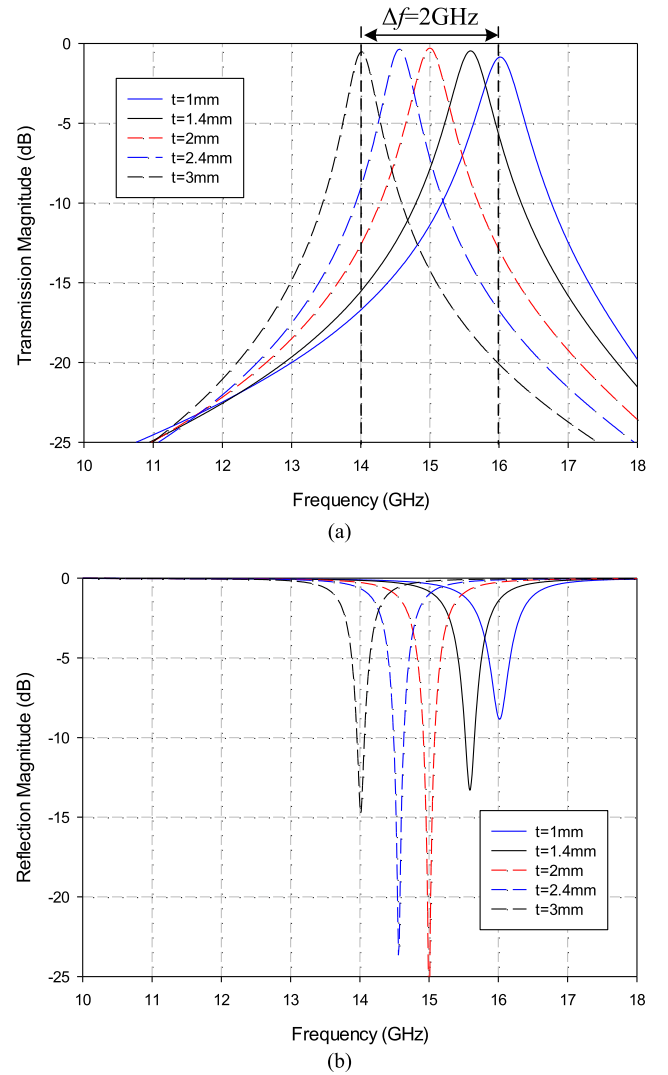 Δf=2GHz
Transmission Magnitude (dB)
0
-5
-10
-15
-20
-25
t=1mm
t=1.4mm
t=2mm
t=2.4mm
t=3mm
10 11 12 13 14 15 16 17 18
Frequency (GHz)
(a)
Reflection Magnitude (dB)
0
-5
-10
-15
-20
-25
t=1mm
t=1.4mm
t=2mm
t=2.4mm
t=3mm
10 11 12 13 14 15 16 17 18
Frequency (GHz)
(b)